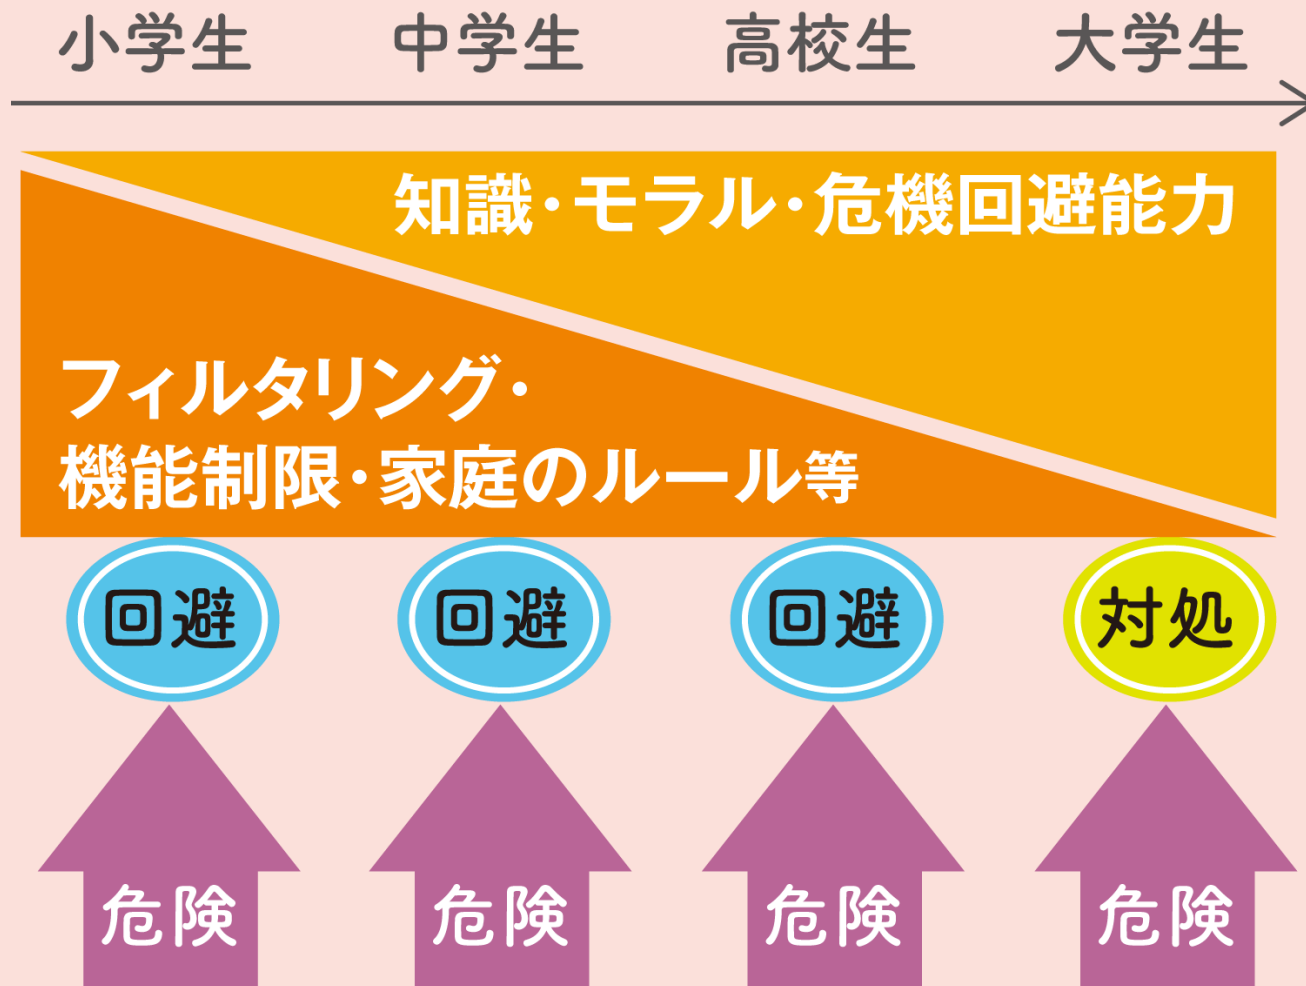 小学生 中学生 高校生 大学生
知識・モラル・危機回避能力
フィルタリング・
機能制限・家庭のルール等
回避 回避 回避 対処
危険 危険 危険 危険